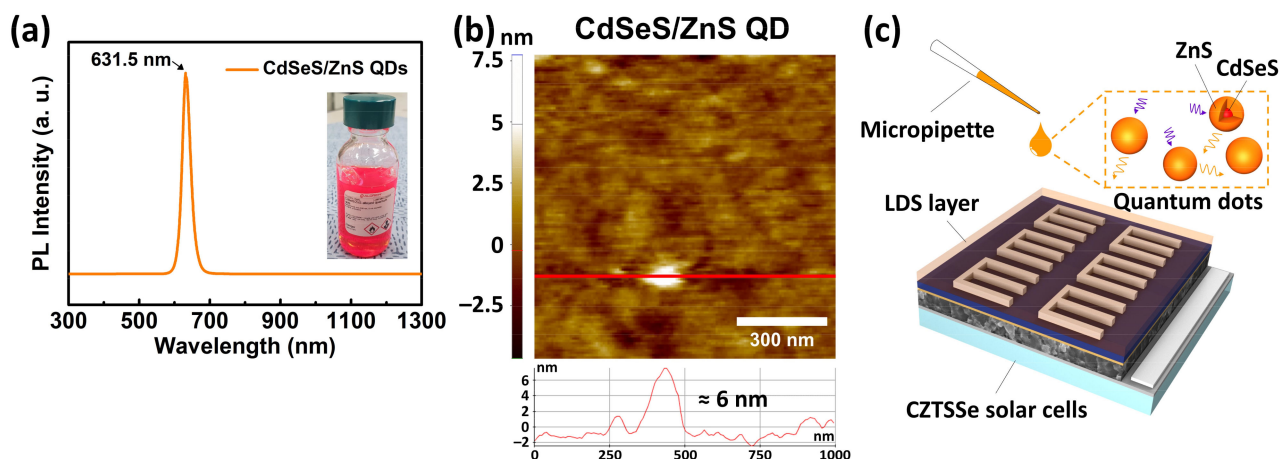 (a)
631.5 nm
CdSeS/ZnS QDs
PL Intensity (a. u.)
300 500 700 900 1100 1300
Wavelength (nm)
(b)
CdSeS/ZnS QD
nm
7.5
5
2.5
0
−2.5
300 nm
nm
6
4
2
0
−2
≈ 6 nm
nm
0 250 500 750 1000
(c)
ZnS
CdSeS
Micropipette
Quantum dots
LDS layer
CZTSSe solar cells